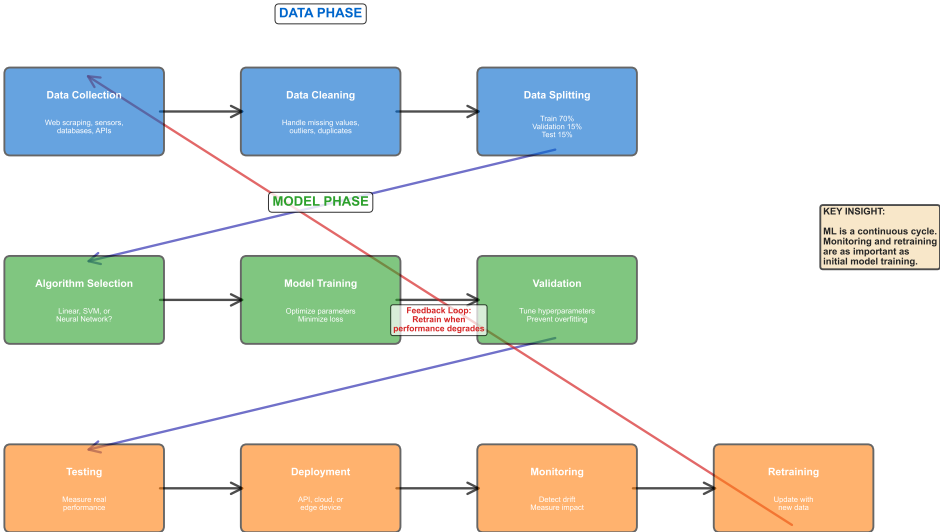 DATA PHASE
Data Collection
Web scraping, sensors,
databases, APIs
Data Cleaning
Handle missing values,
outliers, duplicates
Data Splitting
Train 70%
Validation 15%
Test 15%
MODEL PHASE
KEY INSIGHT:
ML is a continuous cycle.
Monitoring and retraining
are as important as
initial model training.
Algorithm Selection
Linear, SVM, or
Neural Network?
Model Training
Optimize parameters
Minimize loss
Validation
Tune hyperparameters
Prevent overfitting
Feedback Loop:
Retrain when
performance degrades
Testing
Measure real
performance
Deployment
API, cloud, or
edge device
Monitoring
Detect drift
Measure impact
Retraining
Update with
new data